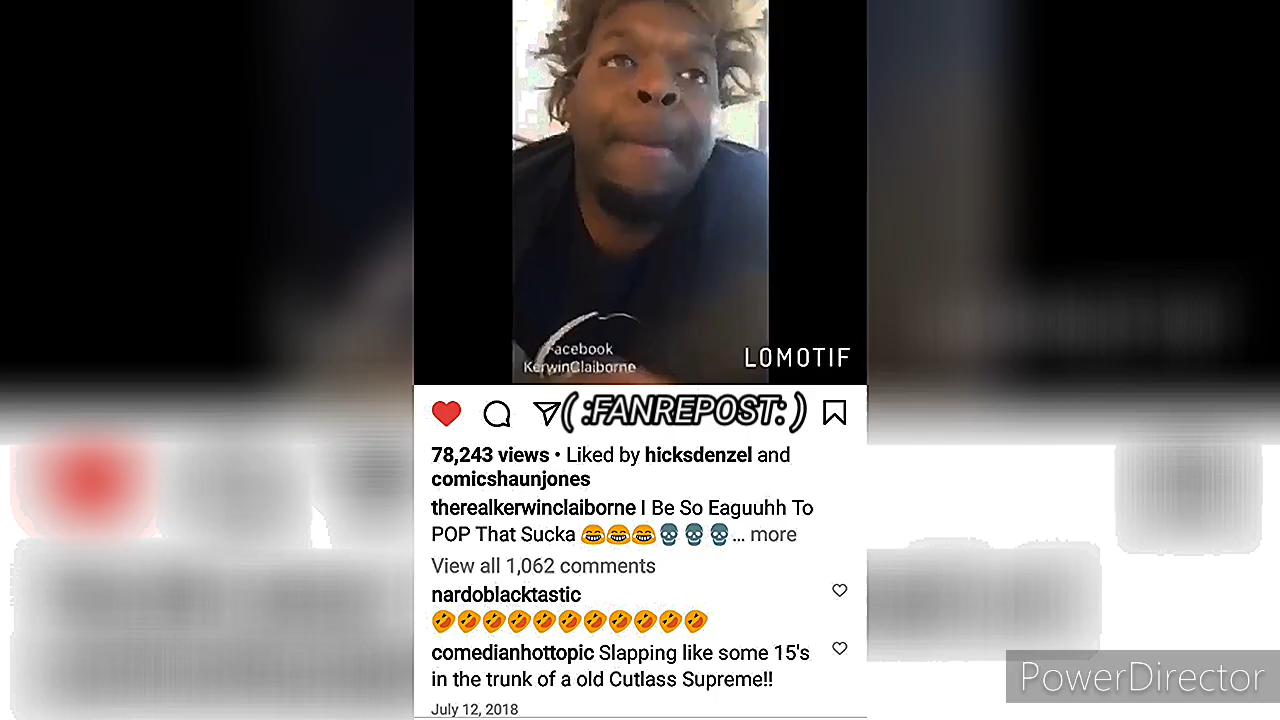 Facebook
KerwinClaiborne
LOMOTIF
( :FANREPOST: )
78,243 views • Liked by hicksdenzel and
comicshaunjones
therealkerwinclaiborne I Be So Eaguuhh To
POP That Sucka 😂😂😂💀💀💀... more
View all 1,062 comments
nardoblacktastic
🤣🤣🤣🤣🤣🤣🤣🤣🤣🤣🤣
comedianhottopic Slapping like some 15's
in the trunk of a old Cutlass Supreme!!
July 12, 2018
PowerDirector